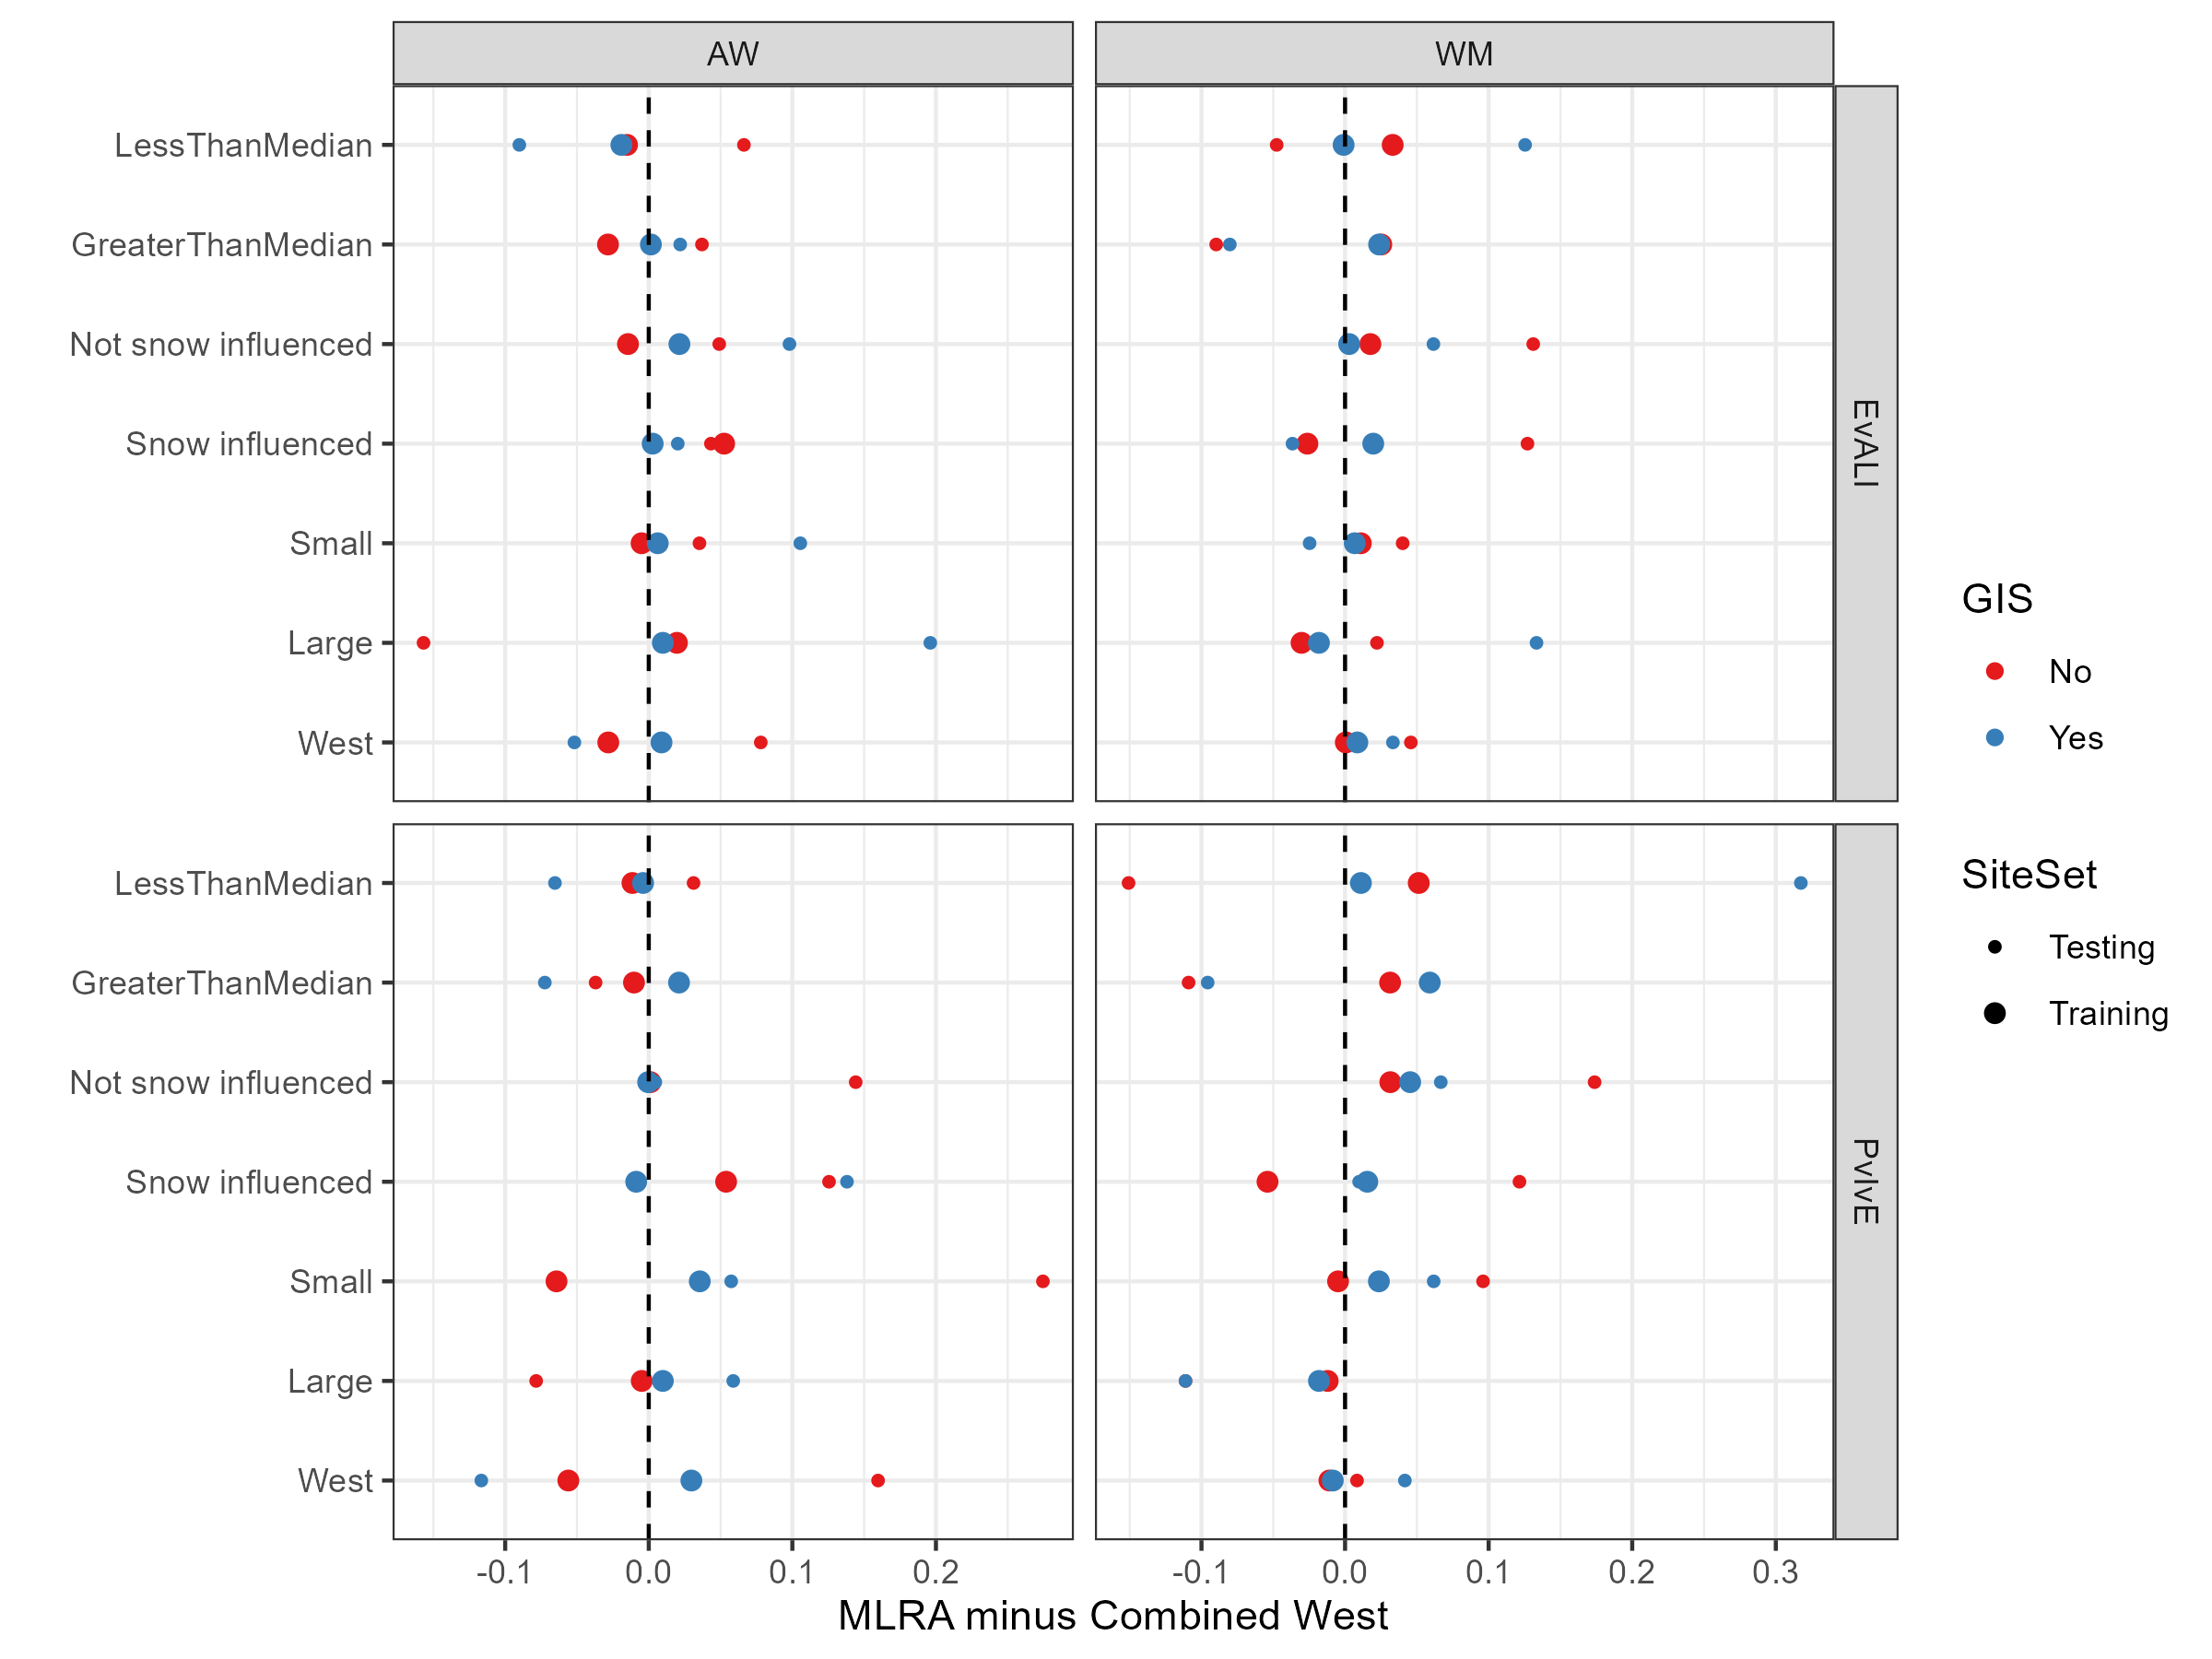 AW
WM
LessThanMedian
GreaterThanMedian
Not snow influenced
Snow influenced
Small
Large
West
EvALI
LessThanMedian
GreaterThanMedian
Not snow influenced
Snow influenced
Small
Large
West
PvIvE
-0.1 0.0 0.1 0.2
-0.1 0.0 0.1 0.2 0.3
MLRA minus Combined West
GIS
No
Yes
SiteSet
Testing
Training